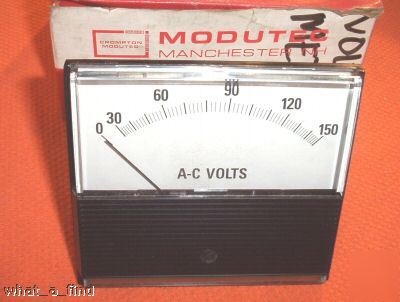 CROMPTON
MODUTEC
MODUTEC
MANCHESTER, NH
0 30 60 90 120 150
A-C VOLTS
what_a_find